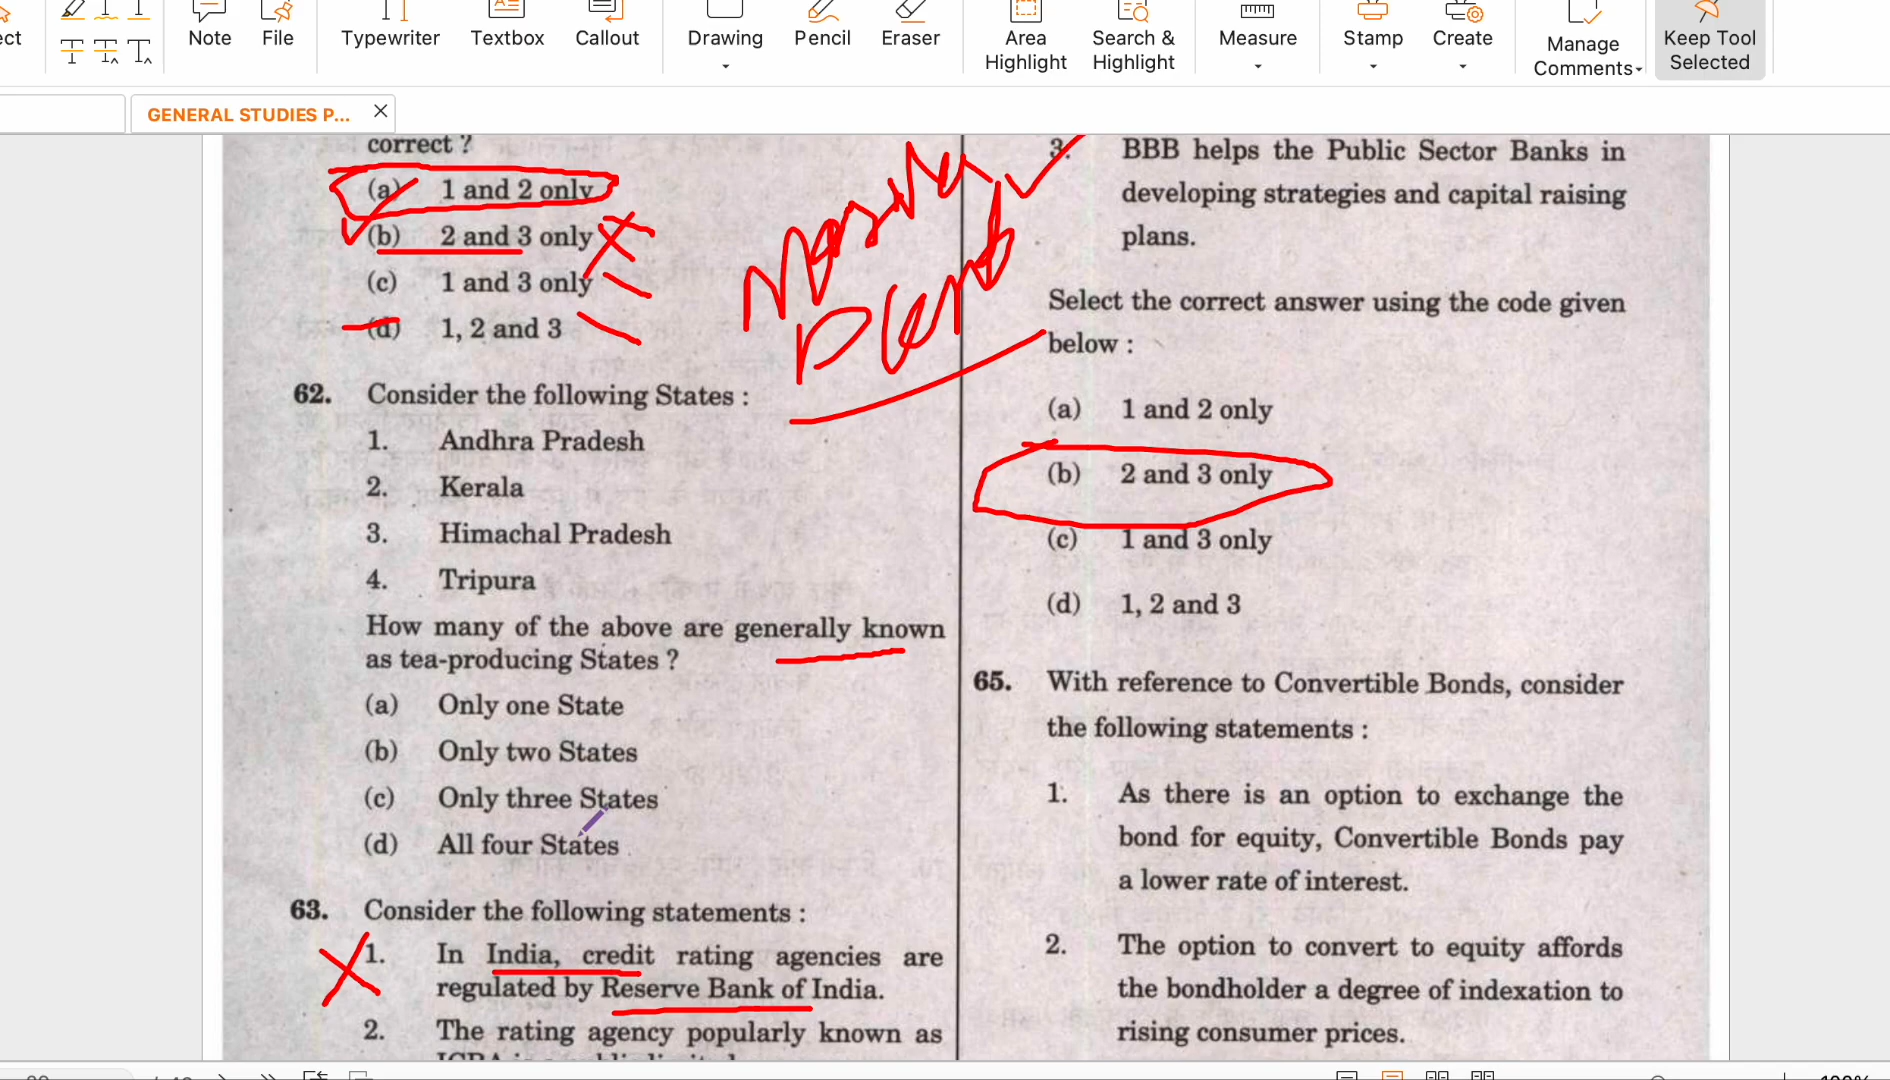 Note
File
Typewriter
Textbox
Callout
Drawing
Pencil
Eraser
Area
Highlight
Search &
Highlight
Measure
Stamp
Create
Manage
Comments
Keep Tool
Selected
GENERAL STUDIES P...
correct ?
(a) 1 and 2 only
(b) 2 and 3 only
(c) 1 and 3 only
(d) 1, 2 and 3
62. Consider the following States :
1. Andhra Pradesh
2. Kerala
3. Himachal Pradesh
4. Tripura
How many of the above are generally known
as tea-producing States ?
(a) Only one State
(b) Only two States
(c) Only three States
(d) All four States
63. Consider the following statements :
1. In India, credit rating agencies are
regulated by Reserve Bank of India.
2. The rating agency popularly known as
3. BBB helps the Public Sector Banks in
developing strategies and capital raising
plans.
Select the correct answer using the code given
below :
(a) 1 and 2 only
(b) 2 and 3 only
(c) 1 and 3 only
(d) 1, 2 and 3
65. With reference to Convertible Bonds, consider
the following statements :
1. As there is an option to exchange the
bond for equity, Convertible Bonds pay
a lower rate of interest.
2. The option to convert to equity affords
the bondholder a degree of indexation to
rising consumer prices.